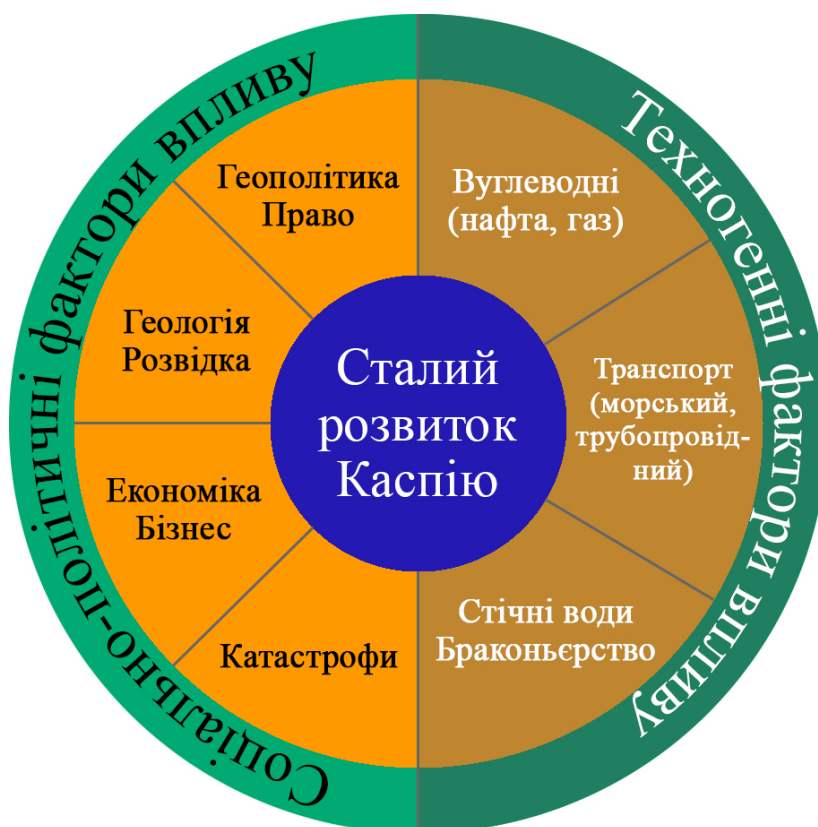 Соціально-політичні фактори впливу
Техногенні фактори впливу
Геополітика
Право
Геологія
Розвідка
Економіка
Бізнес
Катастрофи
Сталий
розвиток
Каспію
Вуглеводні
(нафта, газ)
Транспорт
(морський,
трубопровід-
ний)
Стічні води
Браконьєрство